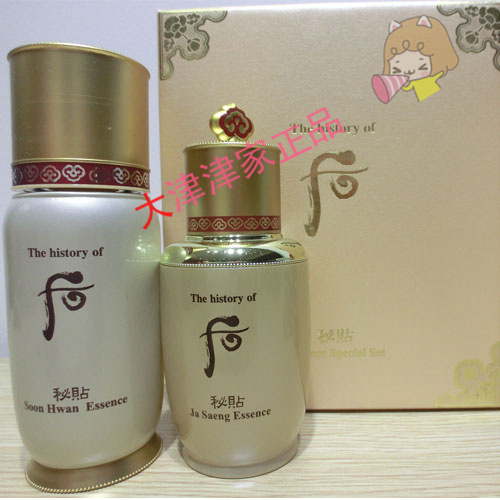 The history of
后
秘貼
Soon Hwan Essence
The history of
后
秘貼
Ja Saeng Essence
The history of
后
秘貼
Special Set
大津津家正品